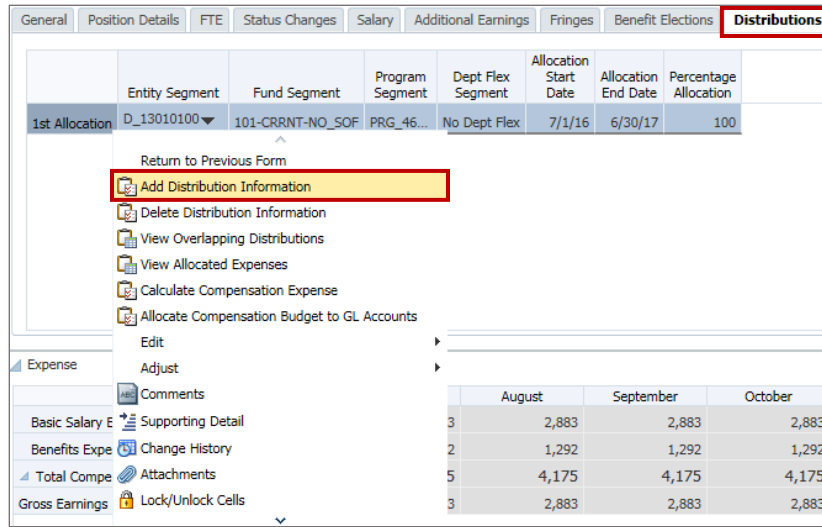 General Position Details FTE Status Changes Salary Additional Earnings Fringes Benefit Elections Distributions
Entity Segment Fund Segment Program Segment Dept Flex Segment Allocation Start Date Allocation End Date Percentage Allocation
1st Allocation D_13010100 101-CRRNT-NO_SOF PRG_46... No Dept Flex 7/1/16 6/30/17 100
Return to Previous Form
Add Distribution Information
Delete Distribution Information
View Overlapping Distributions
View Allocated Expenses
Calculate Compensation Expense
Allocate Compensation Budget to GL Accounts
Edit
Adjust
Comments
Supporting Detail
Change History
Attachments
Lock/Unlock Cells
Expense
August September October
Basic Salary E 3 2,883 2,883 2,883
Benefits Expe 2 1,292 1,292 1,292
Total Compe 5 4,175 4,175 4,175
Gross Earnings 3 2,883 2,883 2,883